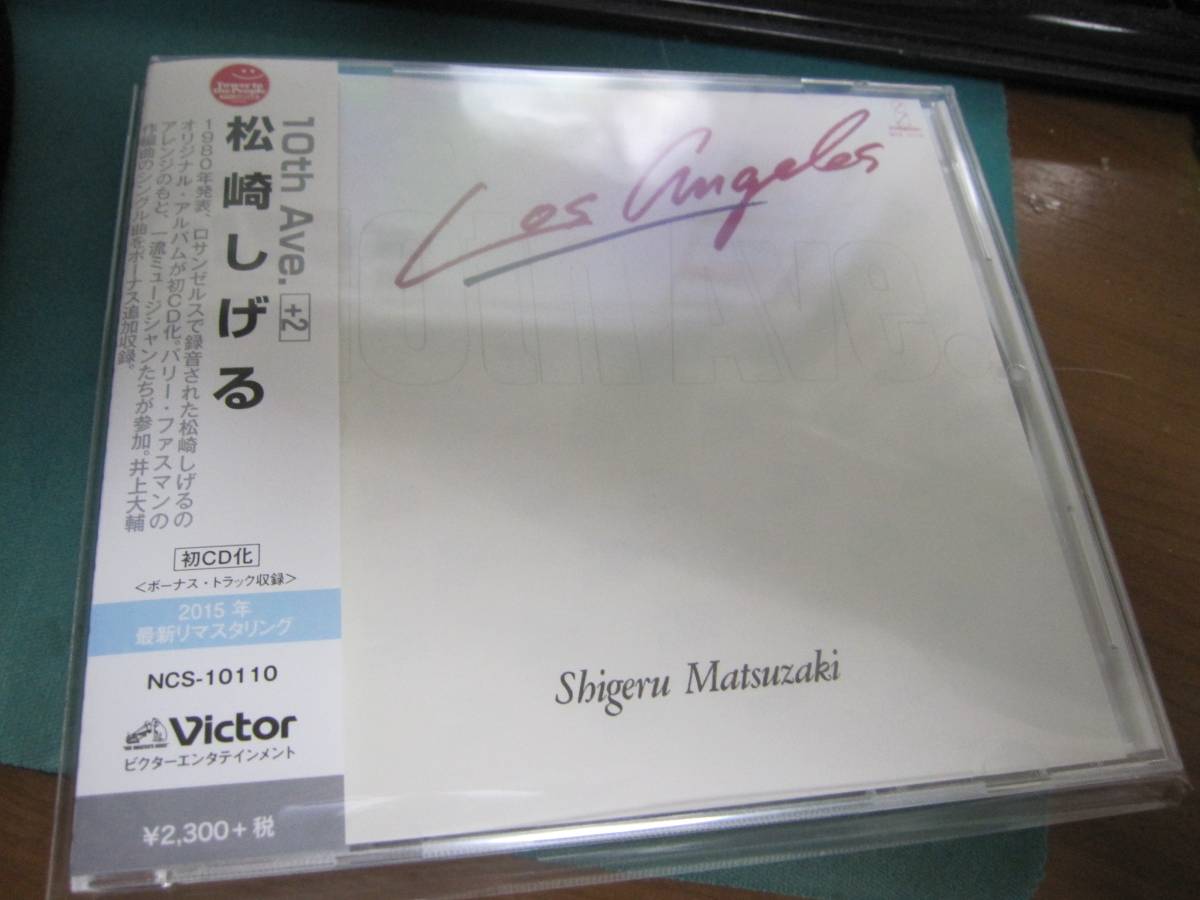 Power to
the People
10th Ave. +2
松崎しげる
1980年発表、ロサンゼルスで録音された松崎しげるの
オリジナル・アルバムが初CD化。バリー・ファスマンの
アレンジのもと、一流ミュージシャンたちが参加。井上大輔
作編曲のシングル曲をボーナス追加収録。
初CD化
<ボーナス・トラック収録>
2015年
最新リマスタリング
NCS-10110
Victor
ビクターエンタテインメント
¥2,300+税
Los Angeles
10th Ave.
Shigeru Matsuzaki